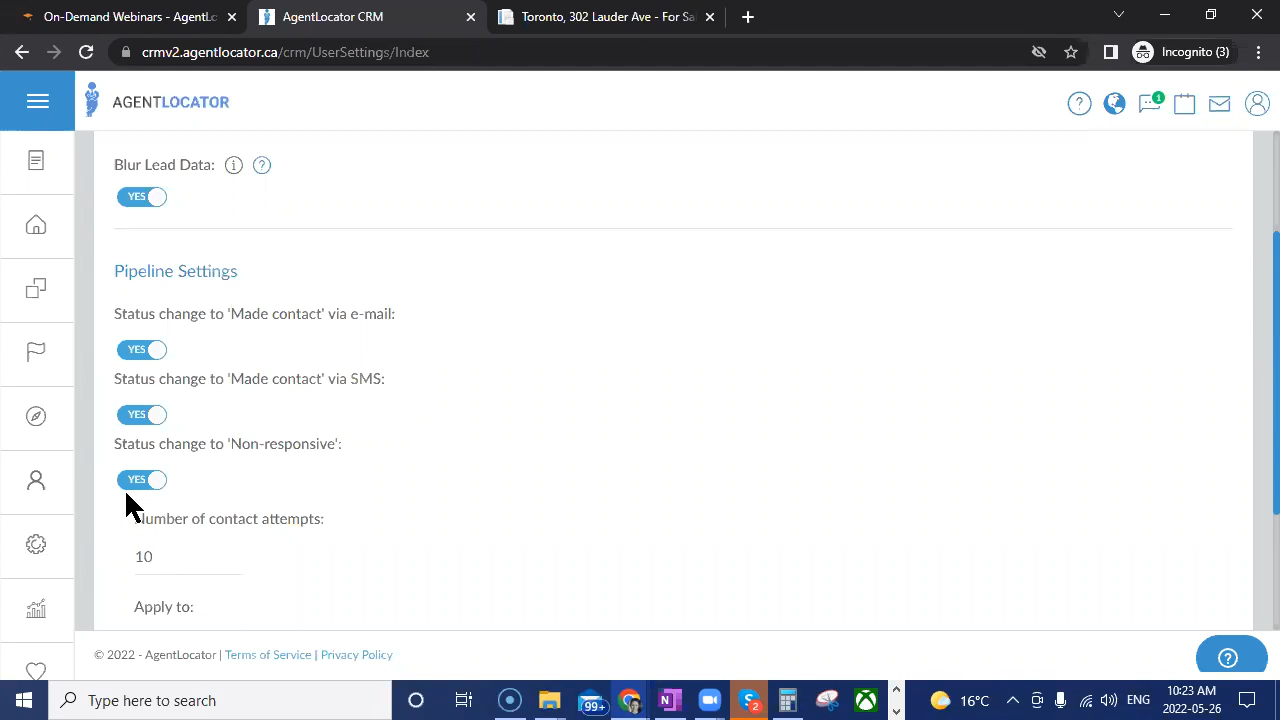 On-Demand Webinars - AgentLo
AgentLocator CRM
Toronto, 302 Lauder Ave - For Sa
crmv2.agentlocator.ca/crm/UserSettings/Index
Incognito (3)
AGENTLOCATOR
1
Blur Lead Data:
YES
Pipeline Settings
Status change to 'Made contact' via e-mail:
YES
Status change to 'Made contact' via SMS:
YES
Status change to 'Non-responsive':
YES
Number of contact attempts:
10
Apply to:
© 2022 - AgentLocator | Terms of Service | Privacy Policy
Type here to search
99+
2
16°C
ENG
10:23 AM
2022-05-26